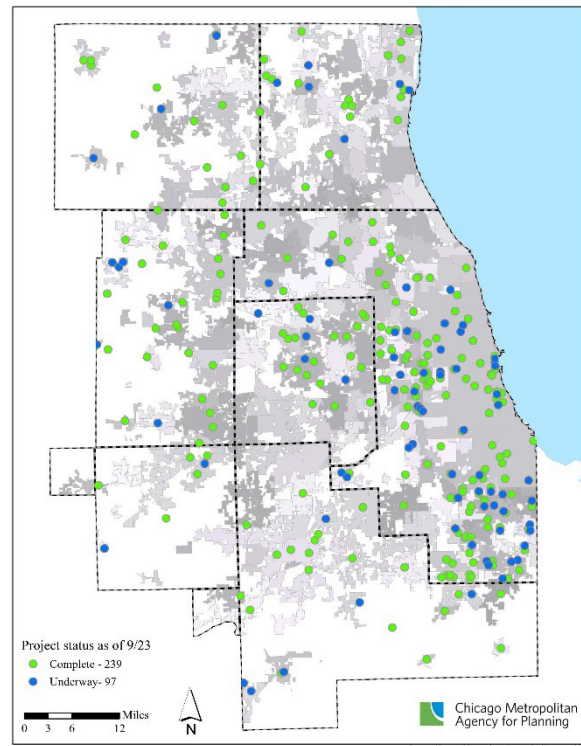 Project status as of 9/23
Complete - 239
Underway- 97
Miles
0 3 6 12
N
Chicago Metropolitan
Agency for Planning